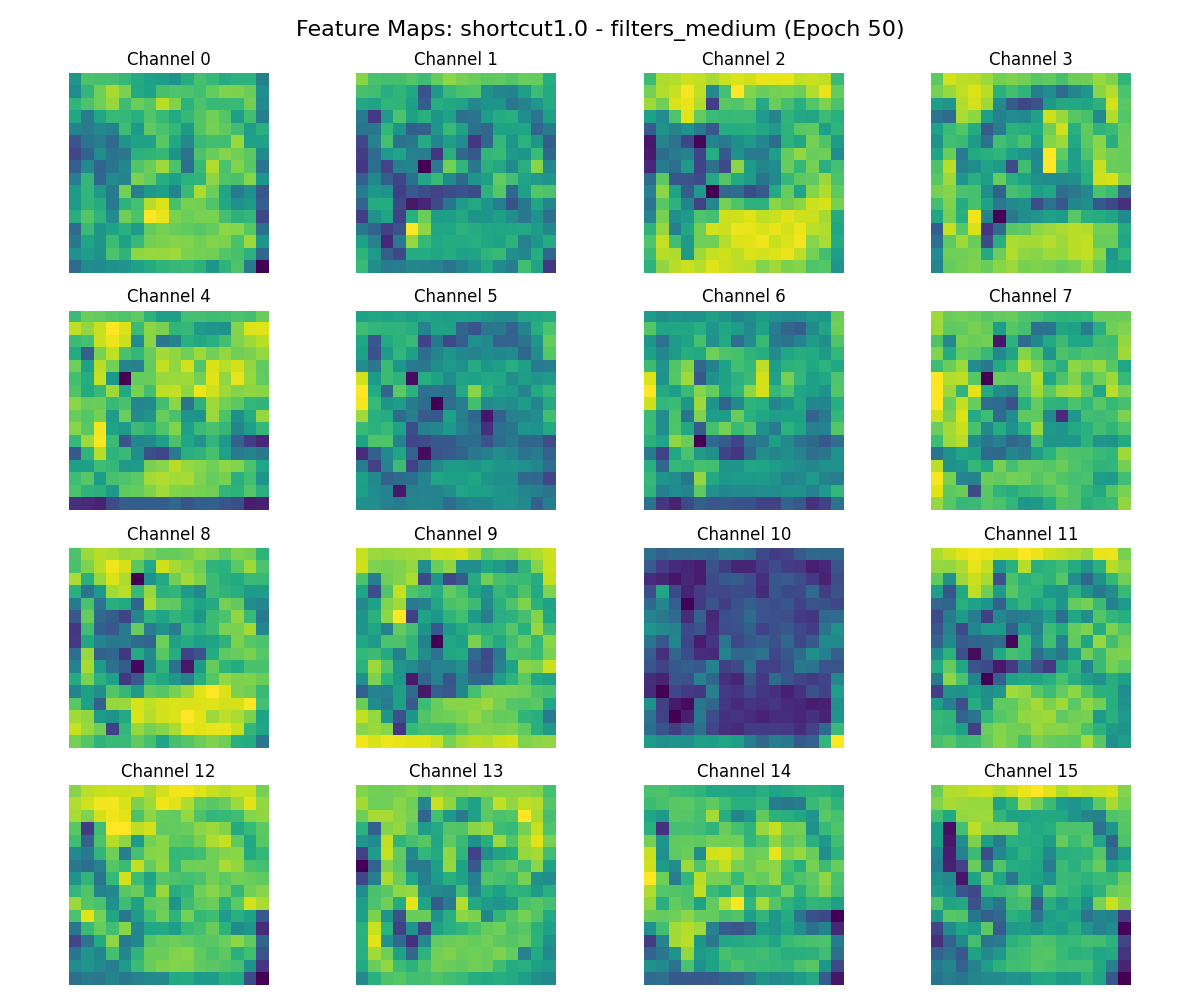 Feature Maps: shortcut1.0 - filters_medium (Epoch 50)
Channel 0
Channel 1
Channel 2
Channel 3
Channel 4
Channel 5
Channel 6
Channel 7
Channel 8
Channel 9
Channel 10
Channel 11
Channel 12
Channel 13
Channel 14
Channel 15